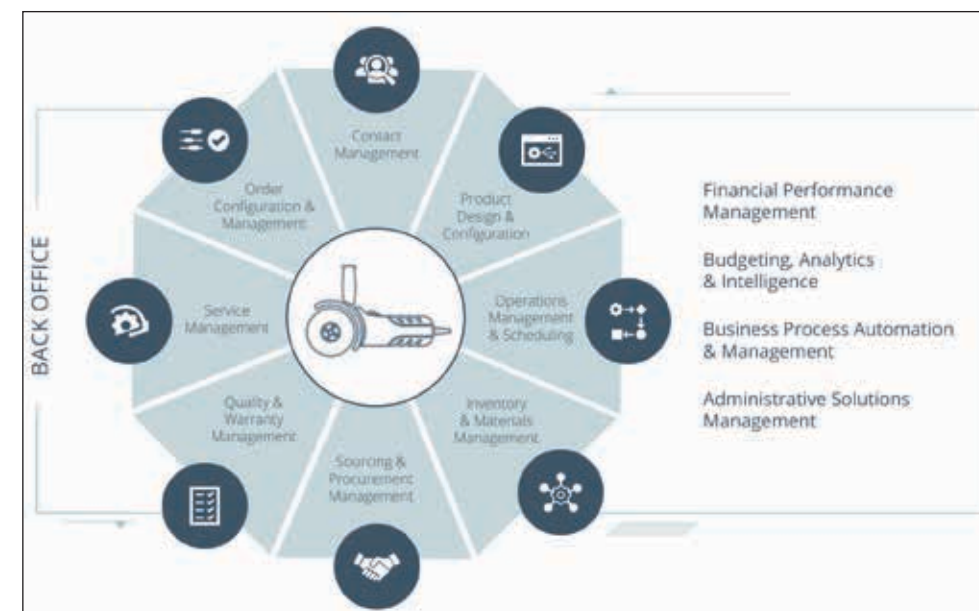 BACK OFFICE
Contact
Management
Product
Design &
Configuration
Operations
Management
& Scheduling
Inventory
& Materials
Management
Sourcing &
Procurement
Management
Quality &
Warranty
Management
Service
Management
Order
Configuration &
Management
Financial Performance
Management
Budgeting, Analytics
& Intelligence
Business Process Automation
& Management
Administrative Solutions
Management